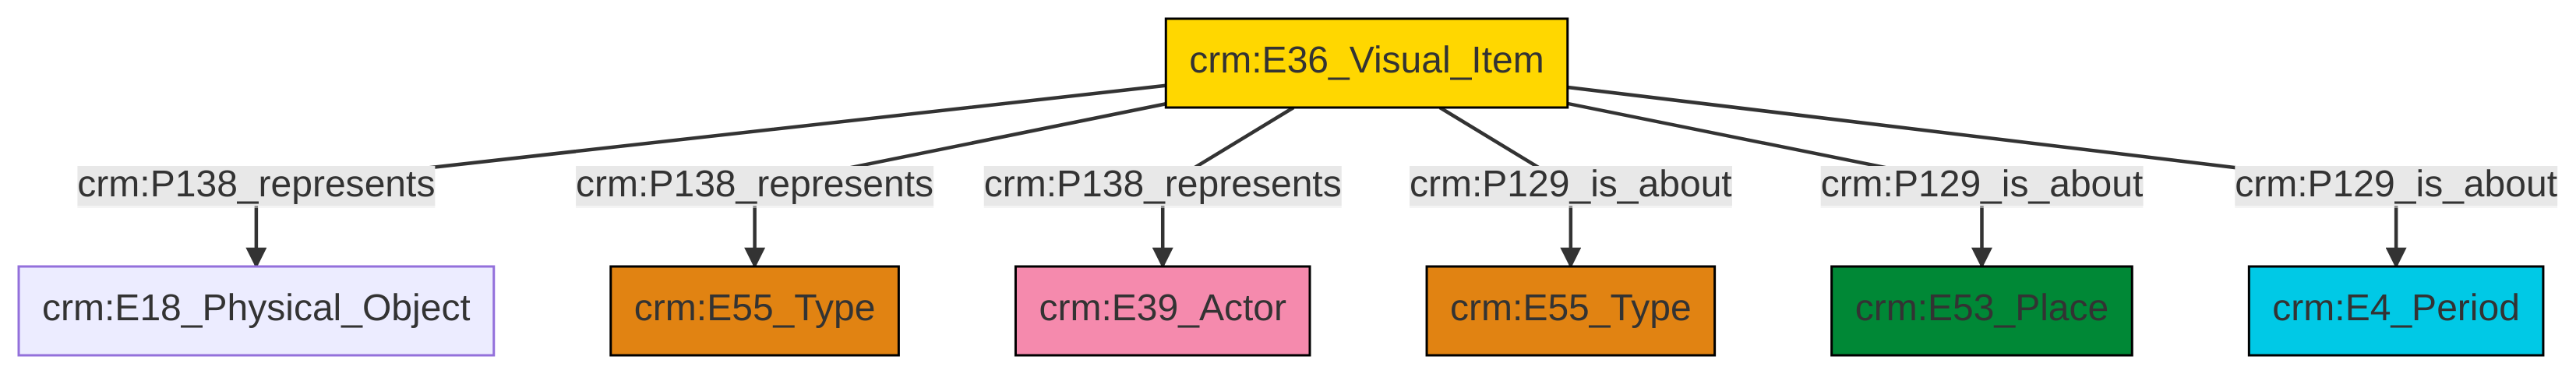 crm:E36_Visual_Item
crm:P138_represents
crm:P138_represents
crm:P138_represents
crm:P129_is_about
crm:P129_is_about
crm:P129_is_about
crm:E18_Physical_Object
crm:E55_Type
crm:E39_Actor
crm:E55_Type
crm:E53_Place
crm:E4_Period